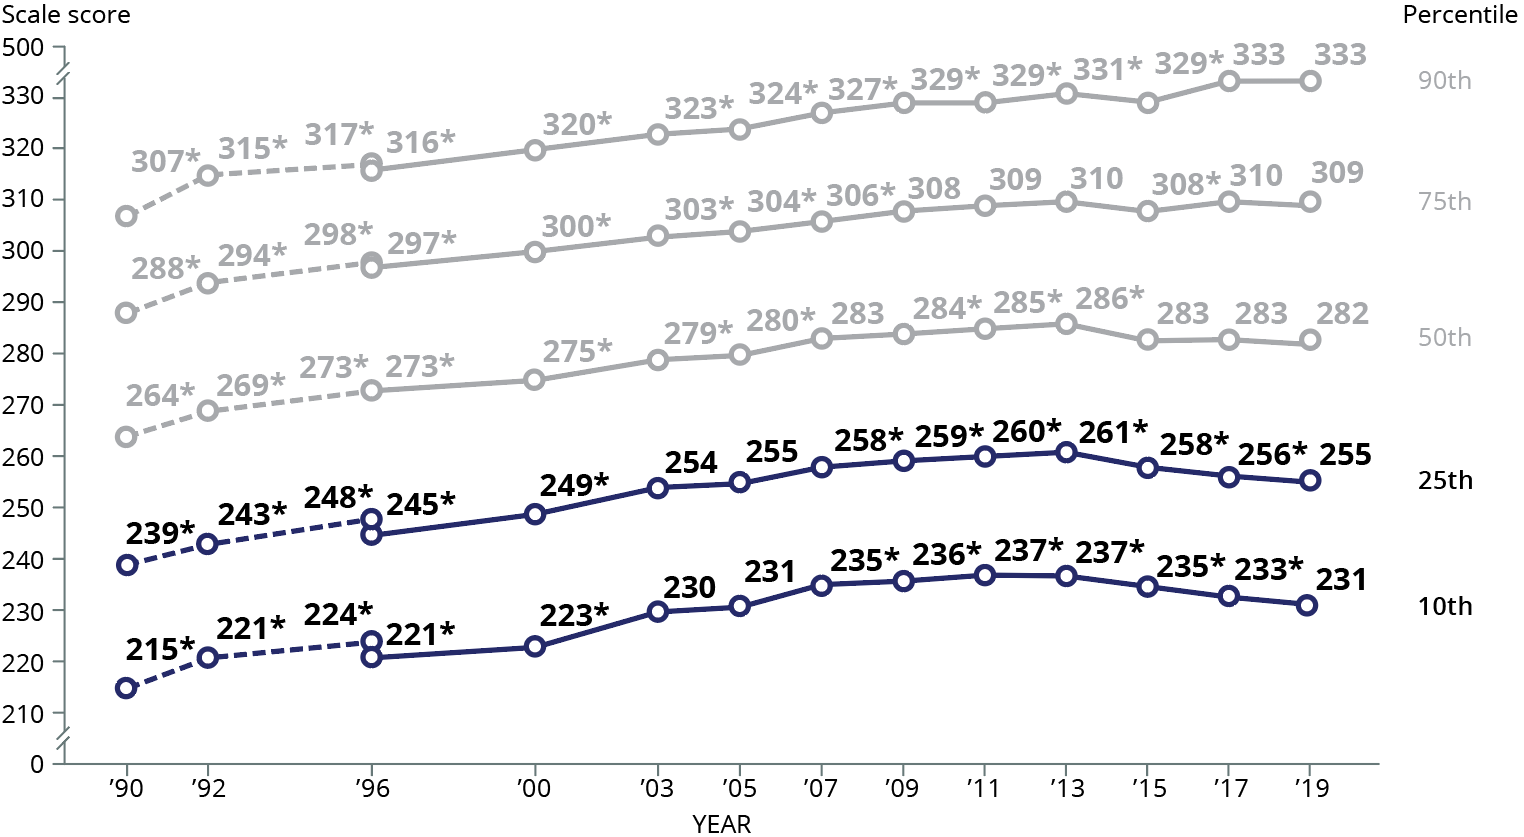 Scale score
Percentile
500
330
320
310
300
290
280
270
260
250
240
230
220
210
0
307* 315* 317* 316* 320* 323* 324* 327* 329* 329* 331* 329* 333 333
90th
288* 294* 298* 297* 300* 303* 304* 306* 308 309 310 308* 310 309
75th
264* 269* 273* 273* 275* 279* 280* 283 284* 285* 286* 283 283 282
50th
239* 243* 248* 245* 249* 254 255 258* 259* 260* 261* 258* 256* 255
25th
215* 221* 224* 221* 223* 230 231 235* 236* 237* 237* 235* 233* 231
10th
’90 ’92 ’96 ’00 ’03 ’05 ’07 ’09 ’11 ’13 ’15 ’17 ’19
YEAR